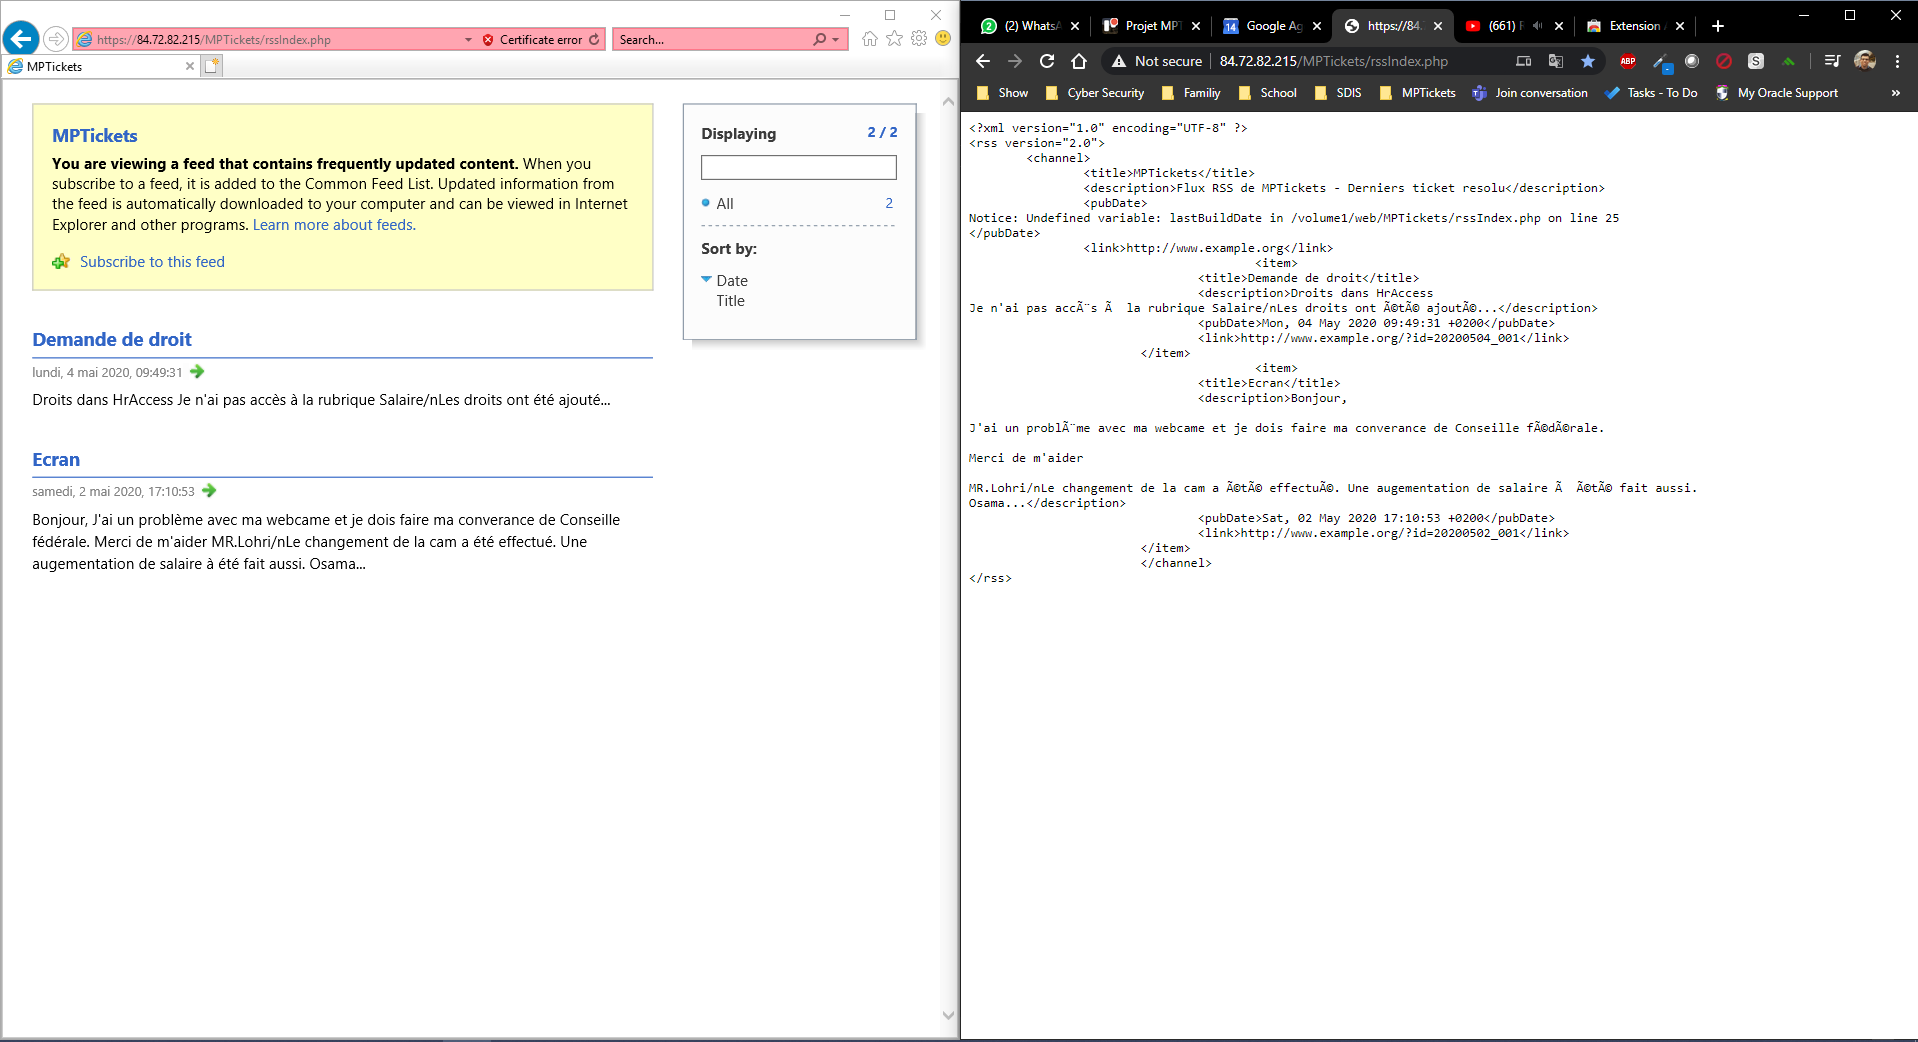 https://84.72.82.215/MPTickets/rssIndex.php
Certificate error
Search...
MPTickets
MPTickets
You are viewing a feed that contains frequently updated content. When you
subscribe to a feed, it is added to the Common Feed List. Updated information from
the feed is automatically downloaded to your computer and can be viewed in Internet
Explorer and other programs. Learn more about feeds.
Subscribe to this feed
Displaying 2 / 2
All 2
Sort by:
Date
Title
Demande de droit
lundi, 4 mai 2020, 09:49:31
Droits dans HrAccess Je n'ai pas accès à la rubrique Salaire/nLes droits ont été ajouté...
Ecran
samedi, 2 mai 2020, 17:10:53
Bonjour, J'ai un problème avec ma webcame et je dois faire ma converance de Conseille
fédérale. Merci de m'aider MR.Lohri/nLe changement de la cam a été effectué. Une
augementation de salaire à été fait aussi. Osama...
2 (2) WhatsA
Projet MPT
14 Google Ag
https://84.
(661)
Extension
Not secure 84.72.82.215/MPTickets/rssIndex.php
ABP
S
Show Cyber Security Familiy School SDIS MPTickets Join conversation Tasks - To Do My Oracle Support »
<?xml version="1.0" encoding="UTF-8" ?>
<rss version="2.0">
<channel>
<title>MPTickets</title>
<description>Flux RSS de MPTickets - Derniers ticket resolu</description>
<pubDate>
Notice: Undefined variable: lastBuildDate in /volume1/web/MPTickets/rssIndex.php on line 25
</pubDate>
<link>http://www.example.org</link>
<item>
<title>Demande de droit</title>
<description>Droits dans HrAccess
Je n'ai pas accÃ¨s Ã  la rubrique Salaire/nLes droits ont Ã©tÃ© ajoutÃ©...</description>
<pubDate>Mon, 04 May 2020 09:49:31 +0200</pubDate>
<link>http://www.example.org/?id=20200504_001</link>
</item>
<item>
<title>Ecran</title>
<description>Bonjour,
J'ai un problÃ¨me avec ma webcame et je dois faire ma converance de Conseille fÃ©dÃ©rale.
Merci de m'aider
MR.Lohri/nLe changement de la cam a Ã©tÃ© effectuÃ©. Une augementation de salaire Ã  Ã©tÃ© fait aussi.
Osama...</description>
<pubDate>Sat, 02 May 2020 17:10:53 +0200</pubDate>
<link>http://www.example.org/?id=20200502_001</link>
</item>
</channel>
</rss>